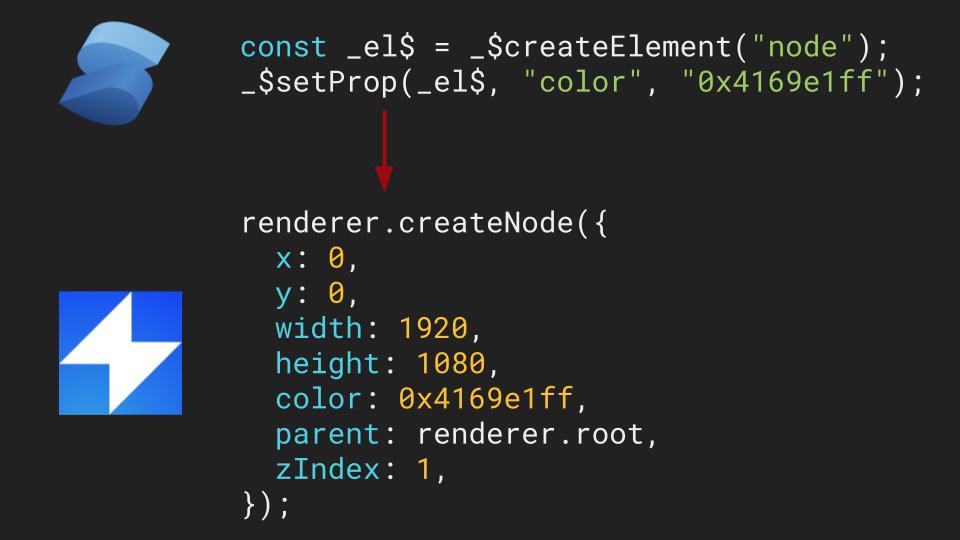 const _el$ = _$createElement("node");
_$setProp(_el$, "color", "0x4169e1ff");
renderer.createNode({
  x: 0,
  y: 0,
  width: 1920,
  height: 1080,
  color: 0x4169e1ff,
  parent: renderer.root,
  zIndex: 1,
});